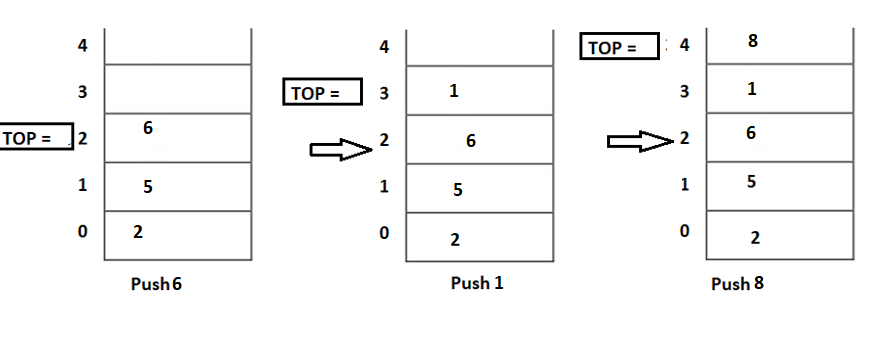 4
3
TOP = 2 6
1 5
0 2
Push 6
4
TOP = 3 1
2 6
1 5
0 2
Push 1
TOP = 4 8
3 1
2 6
1 5
0 2
Push 8